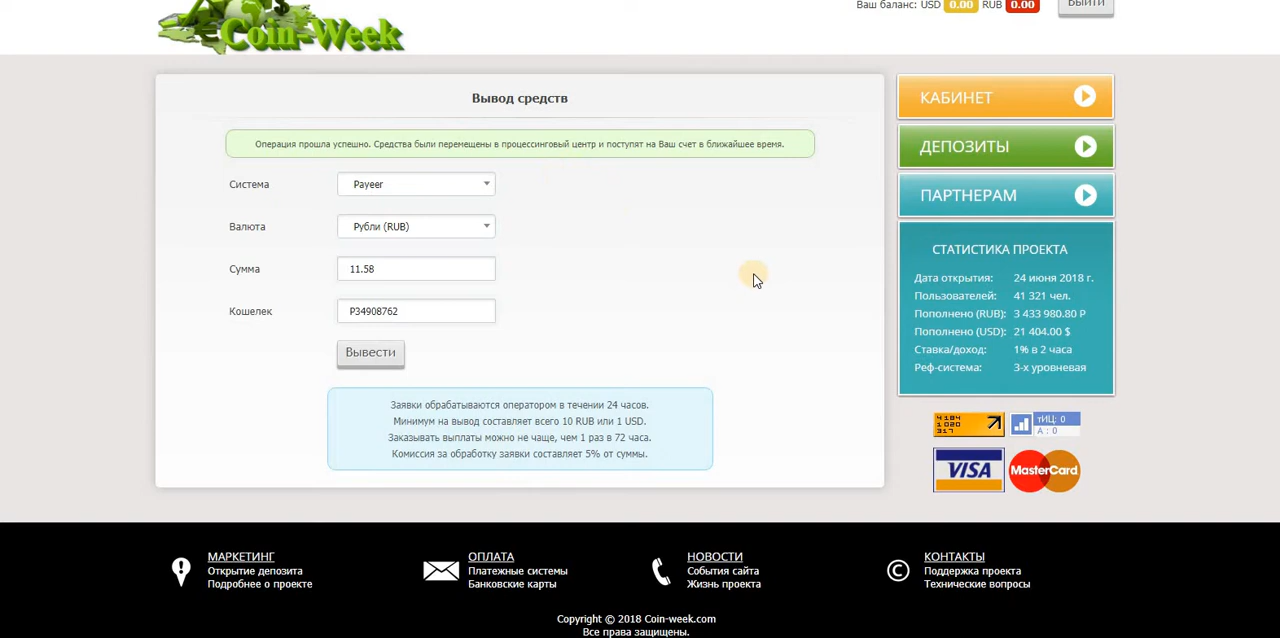 Coin-Week
Ваш баланс: USD 0.00 RUB 0.00
Выйти
Вывод средств
Операция прошла успешно. Средства были перемещены в процессинговый центр и поступят на Ваш счет в ближайшее время.
Система Payeer
Валюта Рубли (RUB)
Сумма 11.58
Кошелек P34908762
Вывести
Заявки обрабатываются оператором в течении 24 часов.
Минимум на вывод составляет всего 10 RUB или 1 USD.
Заказывать выплаты можно не чаще, чем 1 раз в 72 часа.
Комиссия за обработку заявки составляет 5% от суммы.
КАБИНЕТ
ДЕПОЗИТЫ
ПАРТНЕРАМ
СТАТИСТИКА ПРОЕКТА
Дата открытия: 24 июня 2018 г.
Пользователей: 41 321 чел.
Пополнено (RUB): 3 433 980.80 Р
Пополнено (USD): 21 404.00 $
Ставка/доход: 1% в 2 часа
Реф-система: 3-х уровневая
4184
1020
317
тИЦ: 0
А : 0
VISA
MasterCard
МАРКЕТИНГ
Открытие депозита
Подробнее о проекте
ОПЛАТА
Платежные системы
Банковские карты
НОВОСТИ
События сайта
Жизнь проекта
КОНТАКТЫ
Поддержка проекта
Технические вопросы
Copyright © 2018 Coin-week.com
Все права защищены.